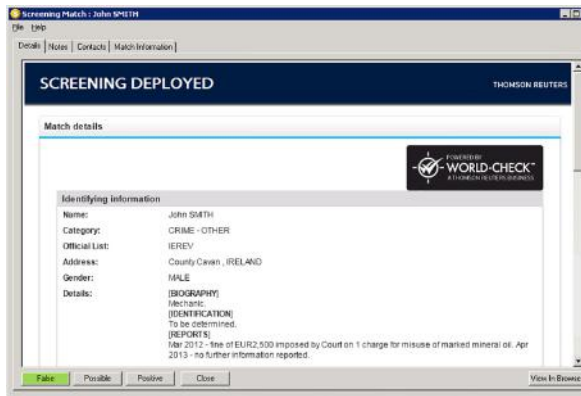 Screening Match : John SMITH
File Help
Details Notes Contacts Match Information
SCREENING DEPLOYED THOMSON REUTERS
Match details
POWERED BY
WORLD-CHECK™
A THOMSON REUTERS BUSINESS
Identifying information
Name: John SMITH
Category: CRIME - OTHER
Official List: IEREV
Address: County Cavan , IRELAND
Gender: MALE
Details: [BIOGRAPHY]
Mechanic.
[IDENTIFICATION]
To be determined.
[REPORTS]
Mar 2012 - fine of EUR2,500 imposed by Court on 1 charge for misuse of marked mineral oil. Apr
2013 - no further information reported.
False Possible Positive Close View In Browse